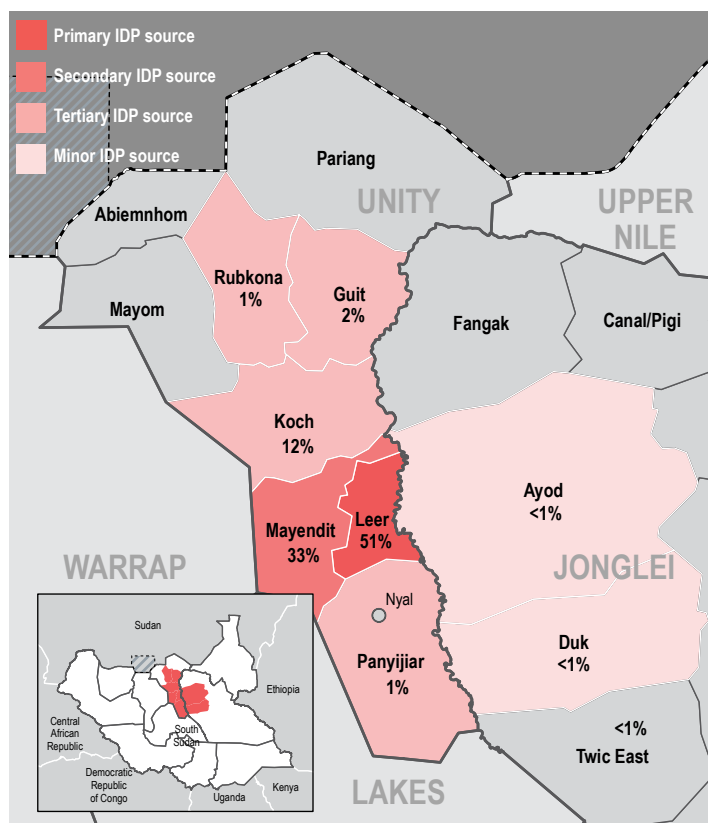 Primary IDP source
Secondary IDP source
Tertiary IDP source
Minor IDP source
Pariang
UNITY
UPPER
NILE
Abiemnhom
Rubkona
1%
Guit
2%
Mayom
Fangak
Canal/Pigi
Koch
12%
Ayod
<1%
Mayendit
33%
Leer
51%
WARRAP
JONGLEI
Nyal
Duk
<1%
Panyijiar
1%
<1%
Twic East
LAKES
Sudan
Ethiopia
Central
African
Republic
South
Sudan
Democratic
Republic
of Congo
Uganda
Kenya